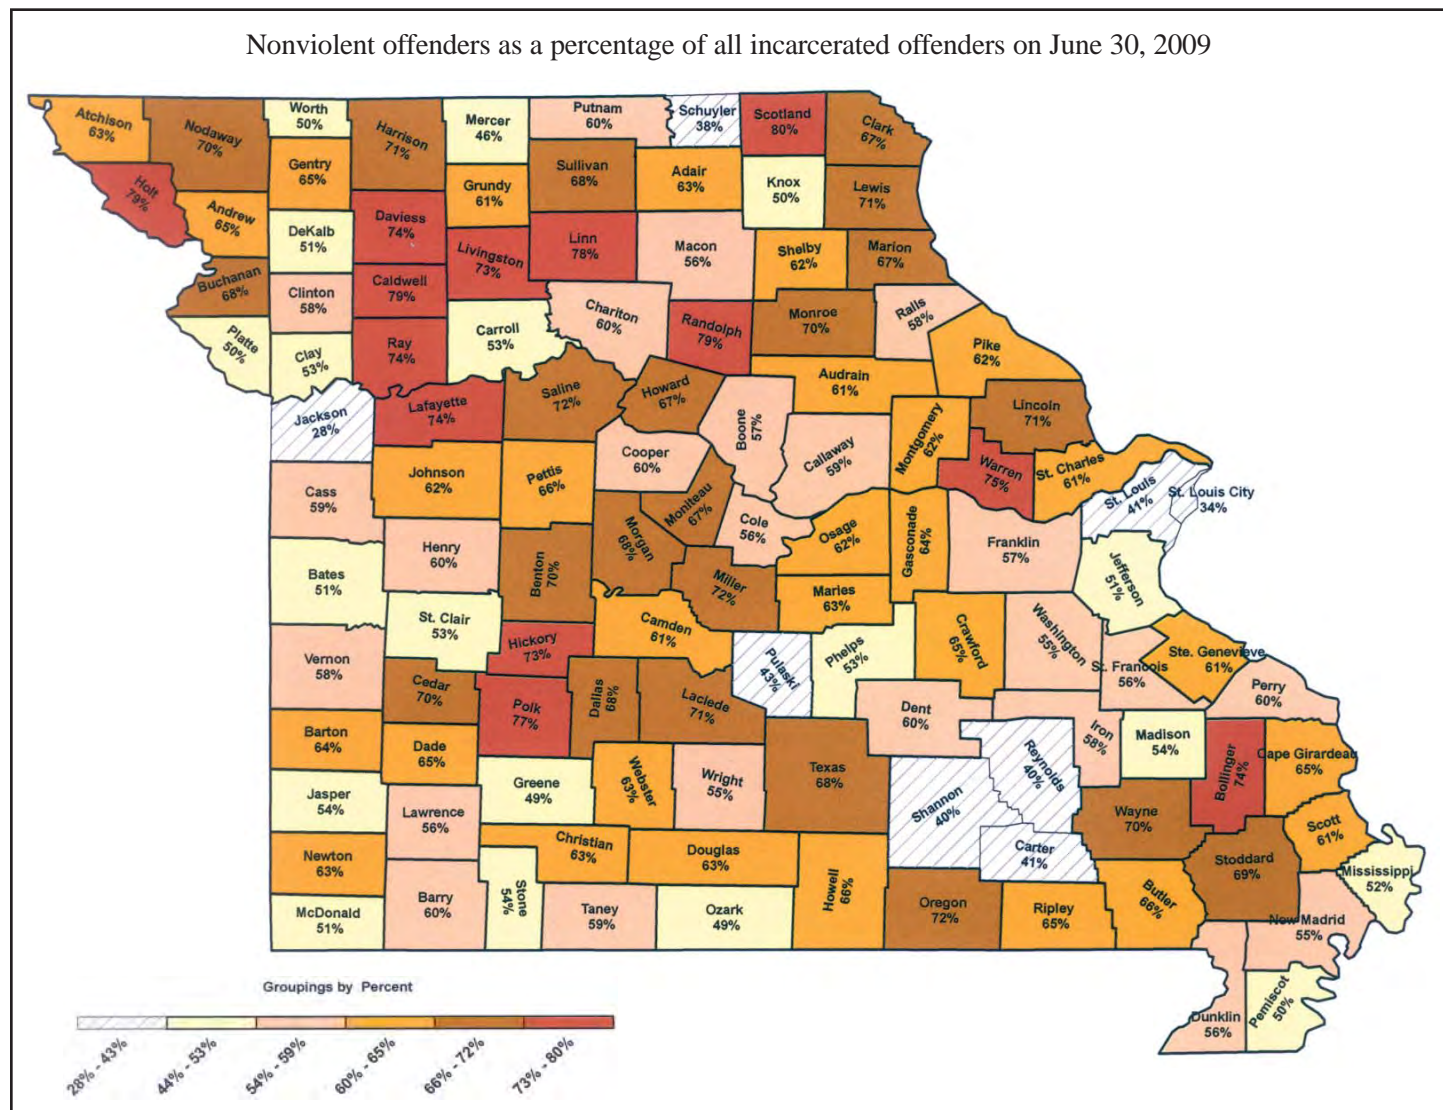 Nonviolent offenders as a percentage of all incarcerated offenders on June 30, 2009
Atchison
63%
Nodaway
70%
Worth
50%
Harrison
71%
Mercer
46%
Putnam
60%
Schuyler
38%
Scotland
80%
Clark
67%
Holt
79%
Andrew
65%
Gentry
65%
DeKalb
51%
Daviess
74%
Grundy
61%
Sullivan
68%
Adair
63%
Knox
50%
Lewis
71%
Buchanan
68%
Clinton
58%
Caldwell
79%
Livingston
73%
Linn
78%
Macon
56%
Shelby
62%
Marion
67%
Platte
50%
Clay
53%
Ray
74%
Carroll
53%
Chariton
60%
Randolph
79%
Monroe
70%
Ralls
58%
Pike
62%
Jackson
28%
Lafayette
74%
Saline
72%
Howard
67%
Boone
57%
Audrain
61%
Callaway
59%
Montgomery
62%
Lincoln
71%
Warren
75%
St. Charles
61%
St. Louis
41%
St. Louis City
34%
Cass
59%
Johnson
62%
Pettis
66%
Cooper
60%
Moniteau
67%
Morgan
68%
Cole
56%
Osage
62%
Gasconade
64%
Franklin
57%
Jefferson
51%
Bates
51%
Henry
60%
Benton
70%
Miller
72%
Maries
63%
St. Clair
53%
Hickory
73%
Camden
61%
Pulaski
43%
Phelps
53%
Crawford
65%
Washington
55%
St. Francois
56%
Ste. Genevieve
61%
Perry
60%
Vernon
58%
Cedar
70%
Polk
77%
Dallas
68%
Laclede
71%
Dent
60%
Iron
58%
Madison
54%
Bollinger
74%
Cape Girardeau
65%
Barton
64%
Dade
65%
Greene
49%
Webster
63%
Wright
55%
Texas
68%
Shannon
40%
Reynolds
40%
Wayne
70%
Scott
61%
Jasper
54%
Lawrence
56%
Christian
63%
Douglas
63%
Carter
41%
Stoddard
69%
Mississippi
52%
Newton
63%
Barry
60%
Stone
54%
Taney
59%
Ozark
49%
Howell
66%
Oregon
72%
Ripley
65%
Butler
66%
New Madrid
55%
McDonald
51%
Dunklin
56%
Pemiscot
50%
Groupings by Percent
28% - 43%
44% - 53%
54% - 59%
60% - 65%
66% - 72%
73% - 80%